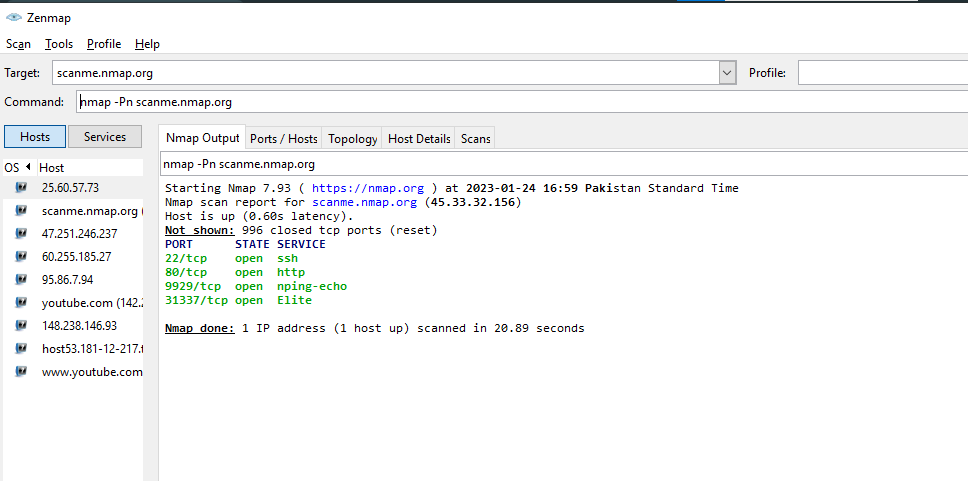 Zenmap
Scan Tools Profile Help
Target: scanme.nmap.org Profile:
Command: nmap -Pn scanme.nmap.org
Hosts Services
OS Host
25.60.57.73
scanme.nmap.org (
47.251.246.237
60.255.185.27
95.86.7.94
youtube.com (142.2
148.238.146.93
host53.181-12-217.t
www.youtube.com
Nmap Output Ports / Hosts Topology Host Details Scans
nmap -Pn scanme.nmap.org
Starting Nmap 7.93 ( https://nmap.org ) at 2023-01-24 16:59 Pakistan Standard Time
Nmap scan report for scanme.nmap.org (45.33.32.156)
Host is up (0.60s latency).
Not shown: 996 closed tcp ports (reset)
PORT STATE SERVICE
22/tcp open ssh
80/tcp open http
9929/tcp open nping-echo
31337/tcp open Elite
Nmap done: 1 IP address (1 host up) scanned in 20.89 seconds